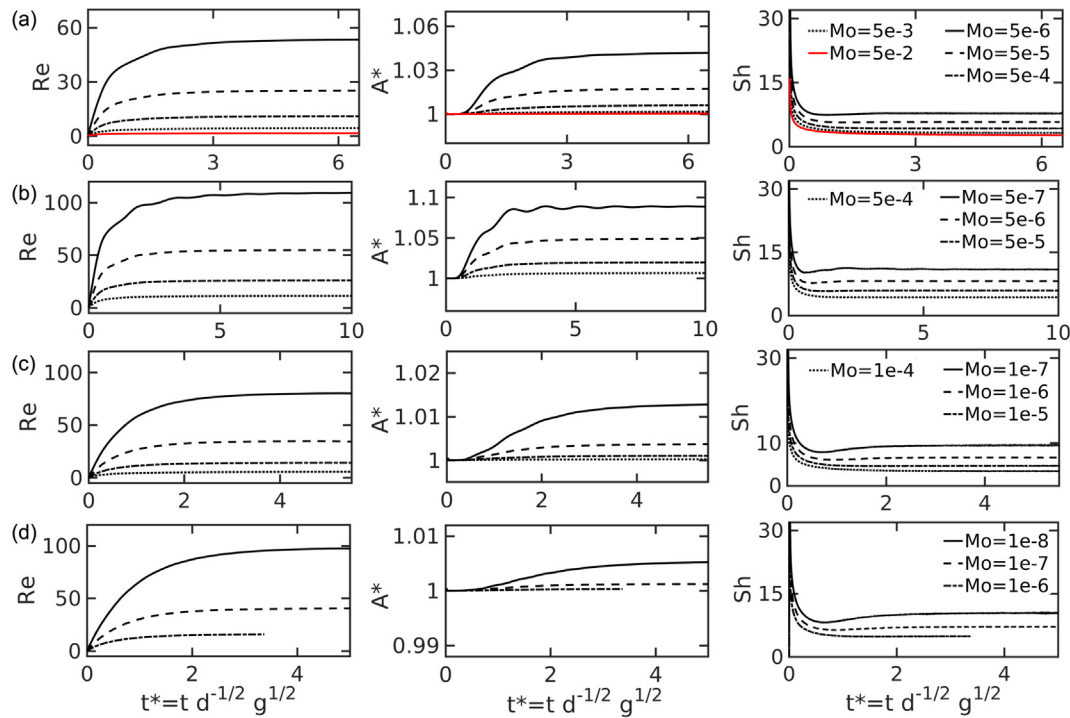 (a)
60
30
0
Re
0 3 6
1.06
1.03
1
A*
0 3 6
30
15
0
Sh
Mo=5e-3
Mo=5e-2
Mo=5e-6
Mo=5e-5
Mo=5e-4
0 3 6
(b)
100
50
0
Re
0 5 10
1.1
1.05
1
A*
0 5 10
30
15
0
Sh
Mo=5e-4
Mo=5e-7
Mo=5e-6
Mo=5e-5
0 5 10
(c)
100
50
0
Re
0 2 4
1.02
1.01
1
A*
0 2 4
30
10
0
Sh
Mo=1e-4
Mo=1e-7
Mo=1e-6
Mo=1e-5
0 2 4
(d)
100
50
0
Re
0 2 4
t*=t d^-1/2 g^1/2
1.01
1
0.99
A*
0 2 4
t*=t d^-1/2 g^1/2
30
15
0
Sh
Mo=1e-8
Mo=1e-7
Mo=1e-6
0 2 4
t*=t d^-1/2 g^1/2